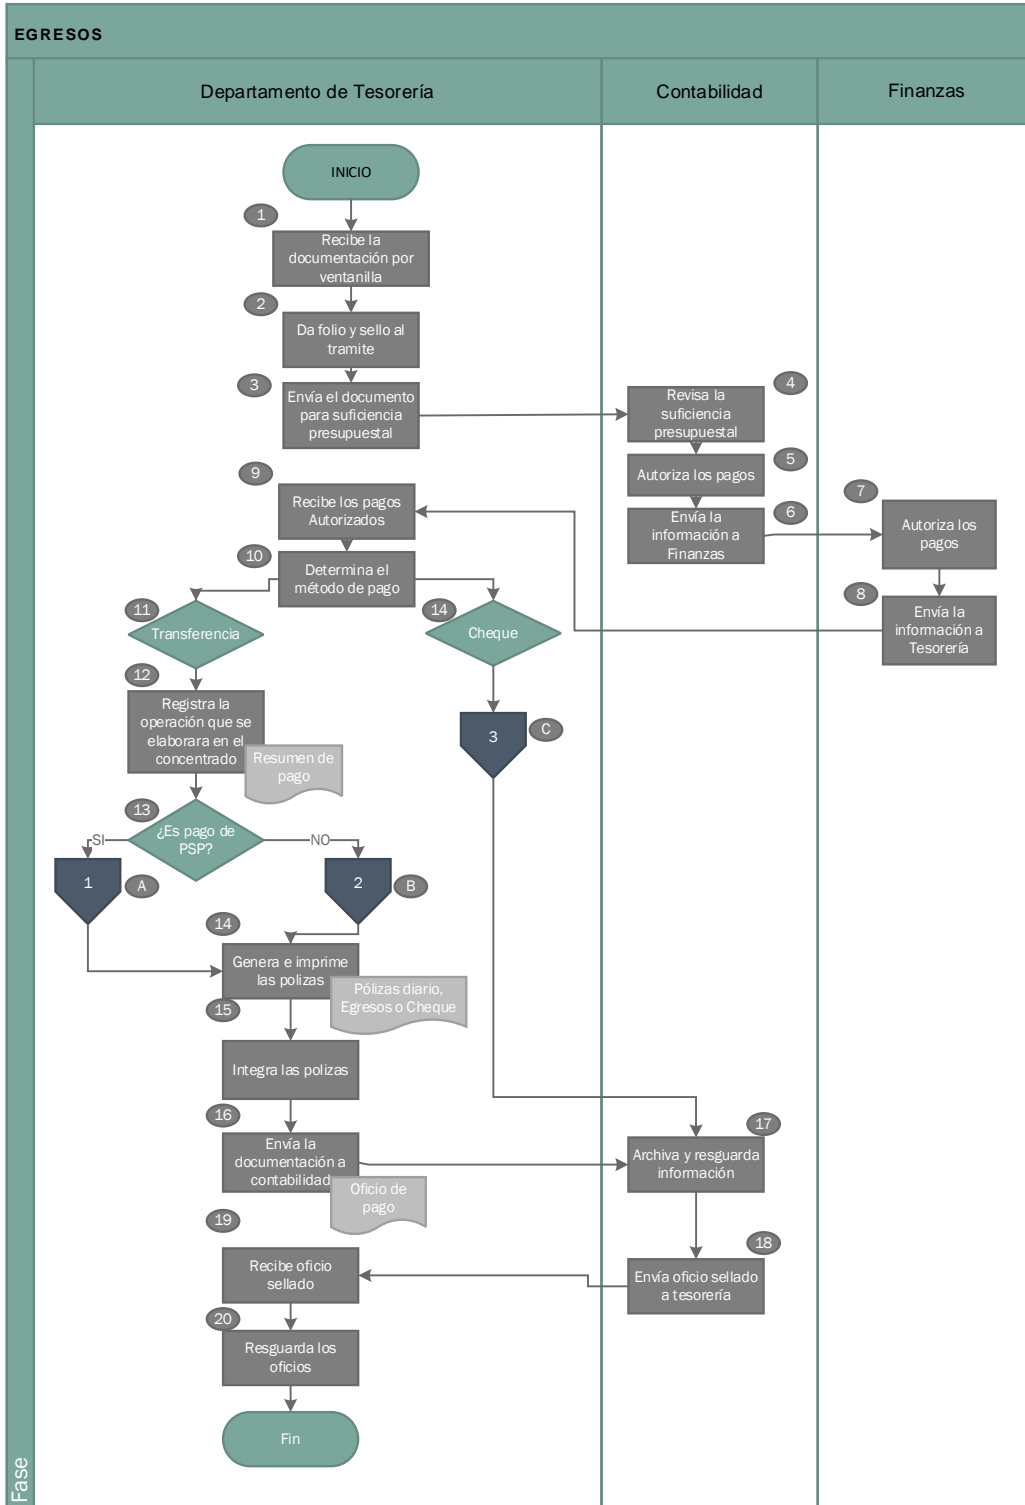 EGRESOS
Departamento de Tesorería
Contabilidad
Finanzas
INICIO
1
Recibe la
documentación por
ventanilla
2
Da folio y sello al
tramite
3
Envía el documento
para suficiencia
presupuestal
4
Revisa la
suficiencia
presupuestal
5
Autoriza los pagos
6
Envía la
información a
Finanzas
7
Autoriza los
pagos
8
Envía la
información a
Tesorería
9
Recibe los pagos
Autorizados
10
Determina el
método de pago
11
Transferencia
14
Cheque
12
Registra la
operación que se
elaborara en el
concentrado
Resumen de
pago
3
C
13
¿Es pago de
PSP?
SI
NO
1
A
2
B
14
Genera e imprime
las polizas
Pólizas diario,
Egresos o Cheque
15
Integra las polizas
16
Envía la
documentación a
contabilidad
Oficio de
pago
17
Archiva y resguarda
información
18
Envía oficio sellado
a tesorería
19
Recibe oficio
sellado
20
Resguarda los
oficios
Fin
Fase